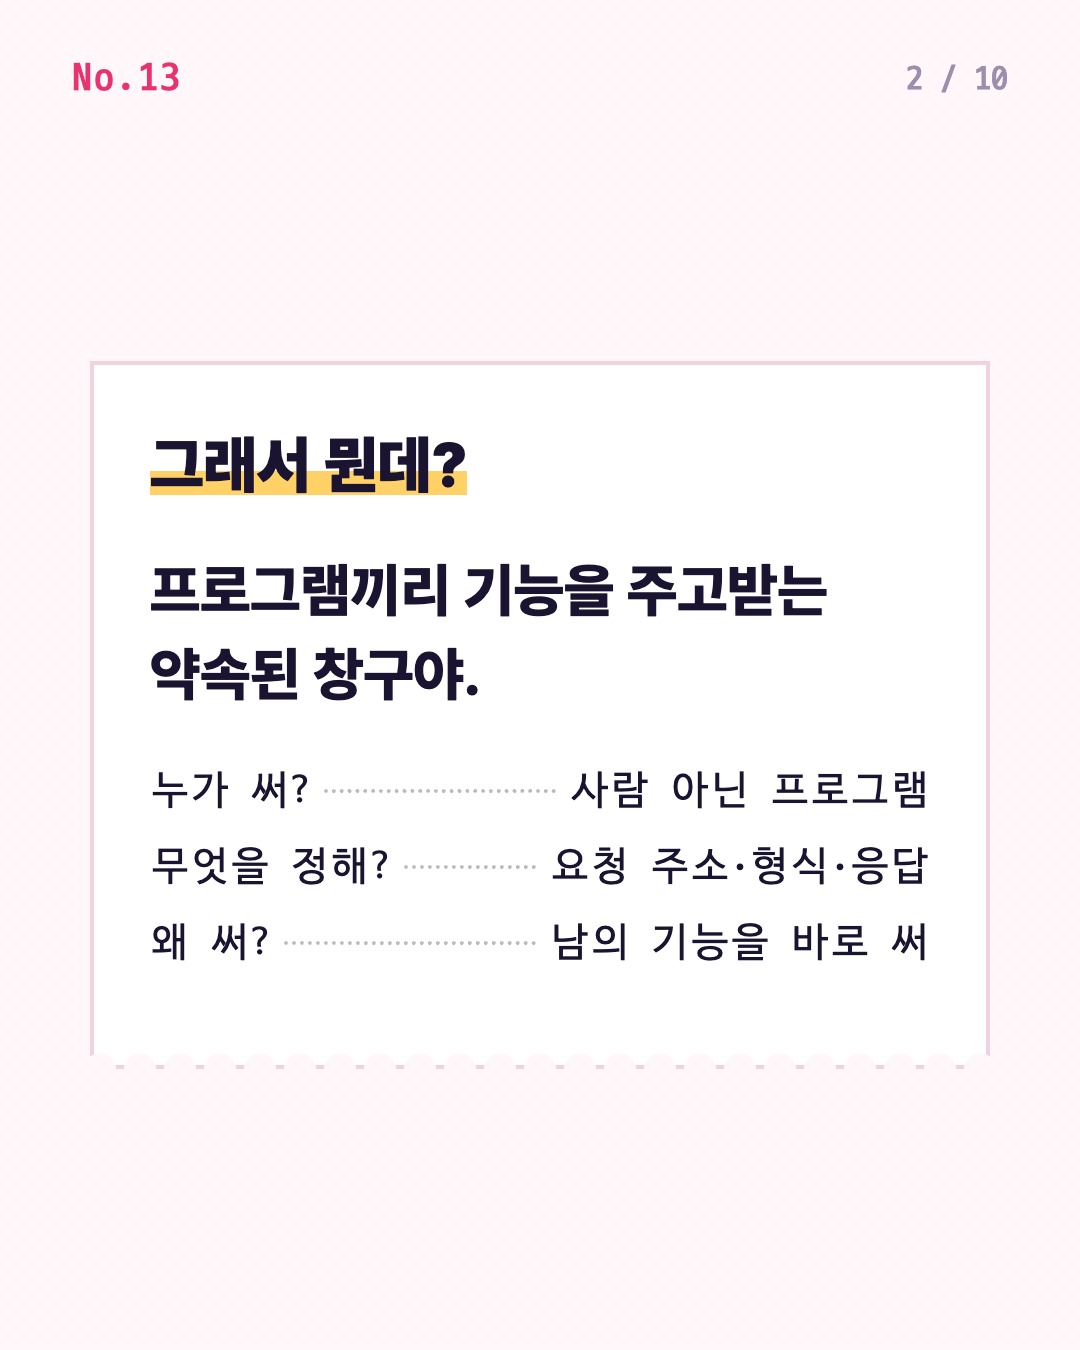 No.13
2 / 10
그래서 뭔데?
프로그램끼리 기능을 주고받는
약속된 창구야.
누가 써? 사람 아닌 프로그램
무엇을 정해? 요청 주소·형식·응답
왜 써? 남의 기능을 바로 써